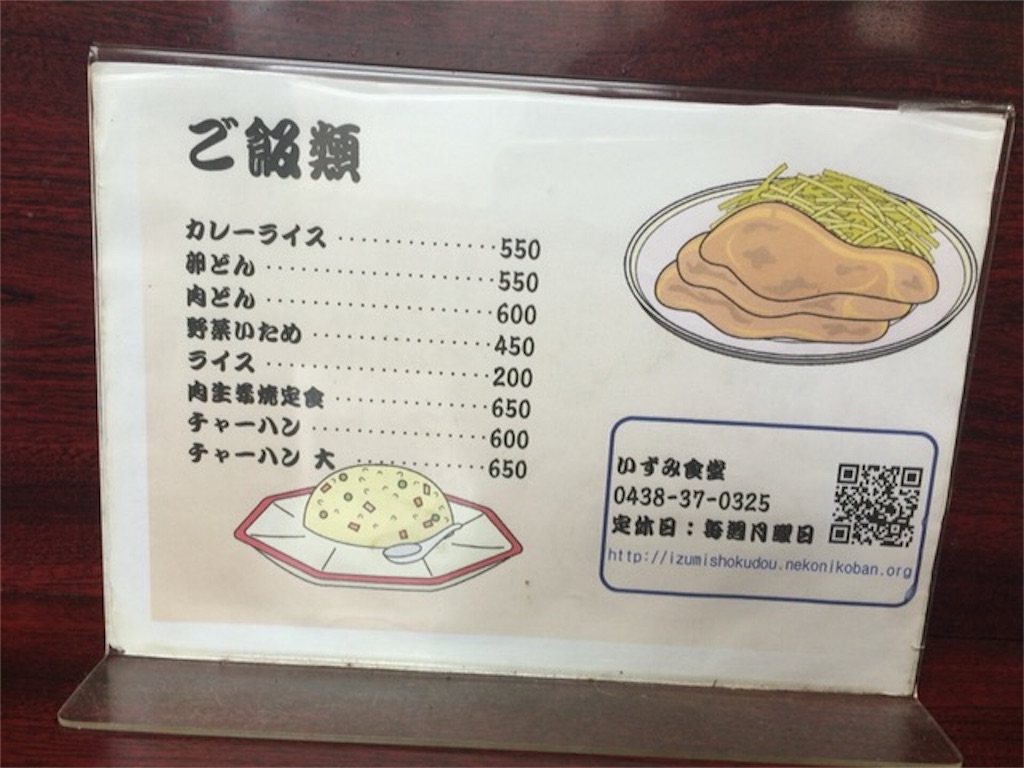 ご飯類
カレーライス ・・・・・・・・・・・・・・550
卵どん ・・・・・・・・・・・・・・・・・・・・550
肉どん ・・・・・・・・・・・・・・・・・・・・600
野菜いため ・・・・・・・・・・・・・・・・450
ライス ・・・・・・・・・・・・・・・・・・・・200
肉生姜焼定食 ・・・・・・・・・・・・・・650
チャーハン ・・・・・・・・・・・・・・・・600
チャーハン 大 ・・・・・・・・・・・・650
いずみ食堂
0438-37-0325
定休日：毎週月曜日
http://izumishokudou.nekonikoban.org